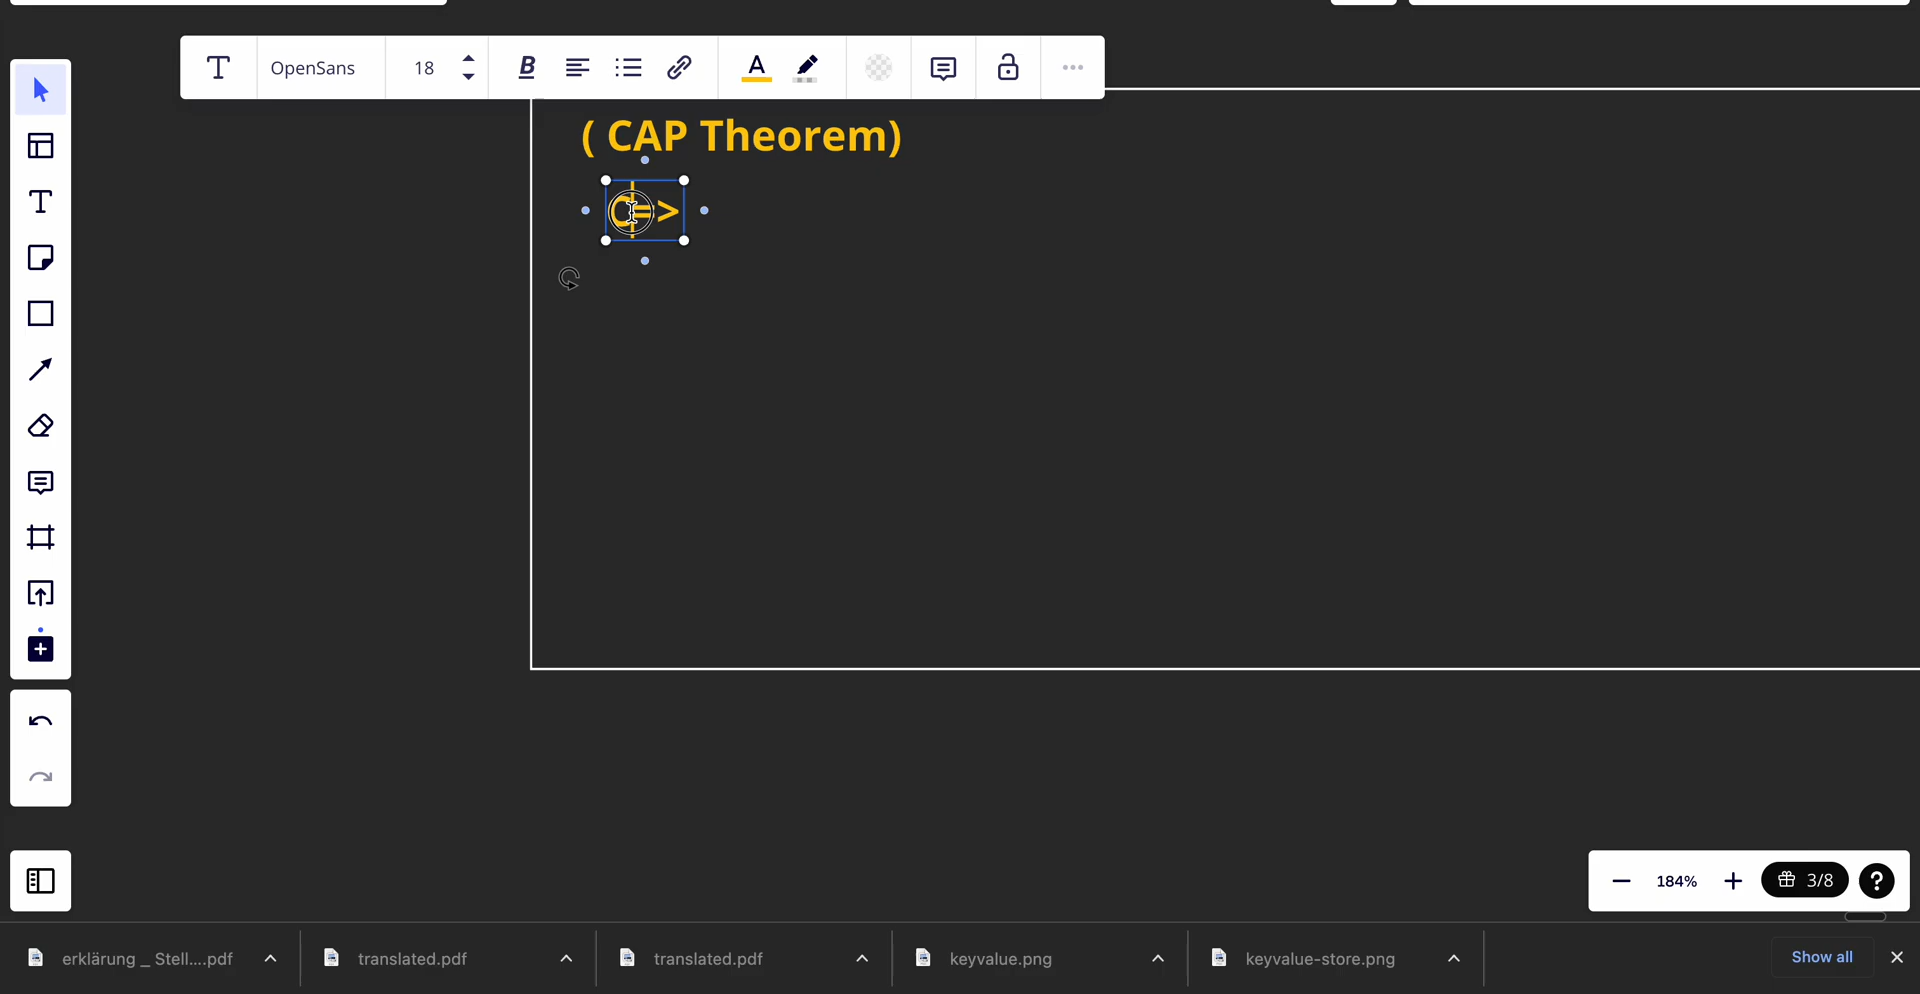 OpenSans
18
B
A
( CAP Theorem)
C=>
T
184%
3/8
?
erklärung _ Stell....pdf
translated.pdf
translated.pdf
keyvalue.png
keyvalue-store.png
Show all